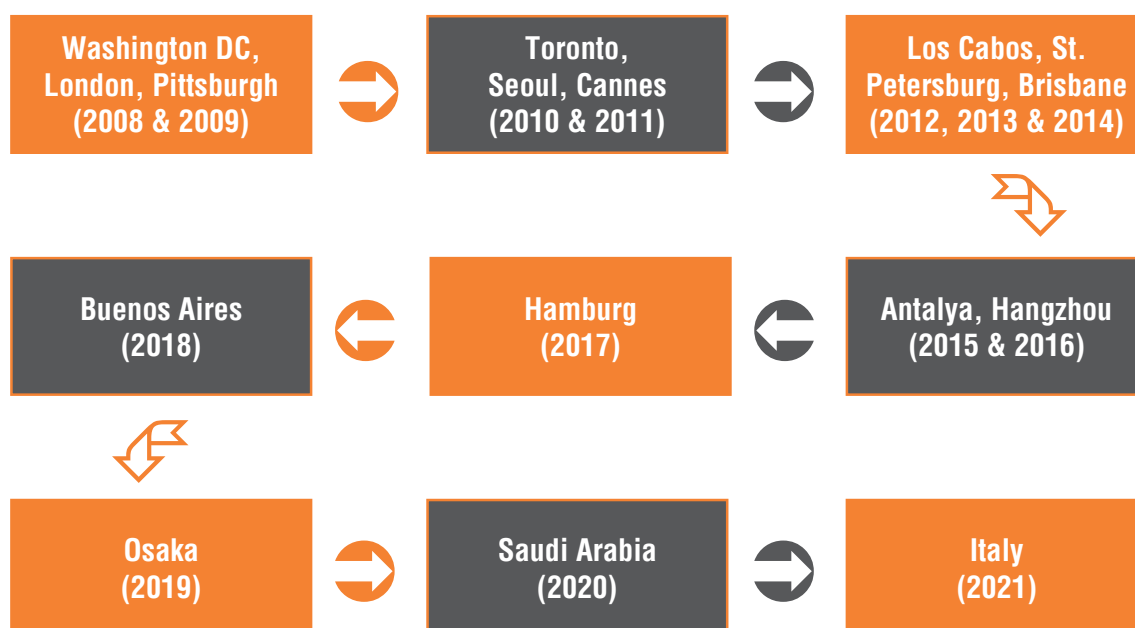 Washington DC,
London, Pittsburgh
(2008 & 2009)
Toronto,
Seoul, Cannes
(2010 & 2011)
Los Cabos, St.
Petersburg, Brisbane
(2012, 2013 & 2014)
Antalya, Hangzhou
(2015 & 2016)
Hamburg
(2017)
Buenos Aires
(2018)
Osaka
(2019)
Saudi Arabia
(2020)
Italy
(2021)